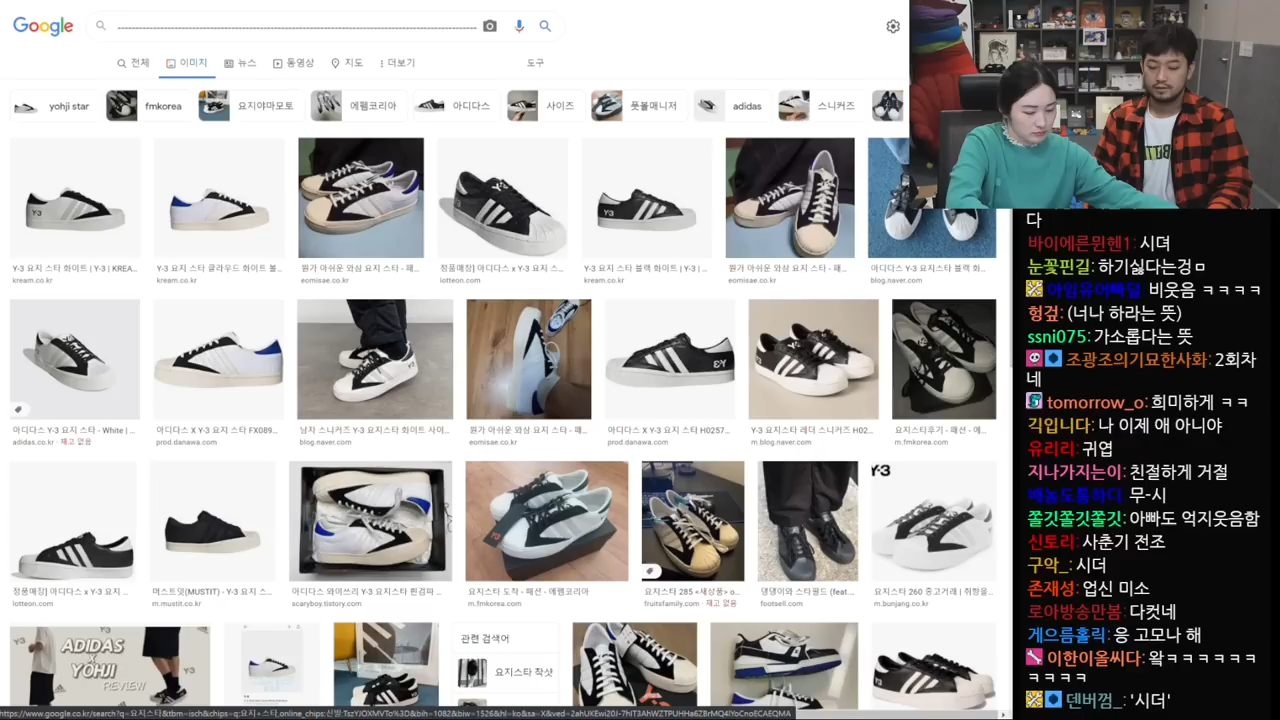 Google
전체
이미지
뉴스
동영상
지도
더보기
도구
yohji star
fmkorea
요지야마모토
에펨코리아
아디다스
사이즈
풋볼매니저
adidas
스니커즈
Y-3 요지 스타 화이트 | Y-3 | KREA...
kream.co.kr
Y-3 요지 스타 클라우드 화이트 볼...
kream.co.kr
뭔가 아쉬운 와삼 요지 스타 - 패...
eomisae.co.kr
정품매장] 아디다스 x Y-3 요지 스...
lotteon.com
Y-3 요지스타 블랙 화이트 | Y-3 | ...
kream.co.kr
뭔가 아쉬운 와삼 요지 스타 - 패...
eomisae.co.kr
아디다스 Y-3 요지스타 블랙 화...
blog.naver.com
아디다스 Y-3 요지 스타 - White | ...
adidas.co.kr · 재고 없음
아디다스 X Y-3 요지 스타 FX089...
prod.danawa.com
남자 스니커즈 Y-3 요지스타 화이트 사이...
blog.naver.com
뭔가 아쉬운 와삼 요지 스타 - 패...
eomisae.co.kr
아디다스 X Y-3 요지스타 H0257...
prod.danawa.com
Y-3 요지스타 레더 스니커즈 H02...
m.blog.naver.com
요지스타후기 - 패션 - 에...
m.fmkorea.com
정품매장] 아디다스 x Y-3 요지 ...
lotteon.com
머스트잇(MUSTIT) - Y-3 요지 스...
m.mustit.co.kr
아디다스 와이쓰리 요지스타 흰검파 ...
scaryboy.tistory.com
요지스타 도착 - 패션 - 에펨코리아
m.fmkorea.com
요지스타 285 <새상품> o...
fruitsfamily.com · 재고 없음
댕댕이와 스타필드 (feat...
footsell.com
요지스타 260 중고거래 | 취향을...
m.bunjang.co.kr
ADIDAS
X
YOHJI
REVIEW
관련 검색어
요지스타 착샷
다
바이에른뮌헨1: 시뎌
눈꽃핀길: 하기싫다는겅ㅁ
아임유어빠덜: 비웃음 ㅋㅋㅋㅋ
헝겊: (너나 하라는 뜻)
ssni075: 가소롭다는 뜻
조광조의기묘한사화: 2회차
네
tomorrow_o: 희미하게 ㅋㅋ
긱입니다: 나 이제 애 아니야
유리리: 귀엽
지나가지는이: 친절하게 거절
배놈도톰하디: 무-시
쫄깃쫄깃쫄깃: 아빠도 억지웃음함
신토리: 사춘기 전조
구악_: 시뎌
존재성: 업신 미소
로아방송만봄: 다컷네
게으름홀릭: 응 고모나 해
이한이올씨다: 왘ㅋㅋㅋㅋㅋㅋ
ㅋㅋㅋㅋ
덴버껌_: '시뎌'